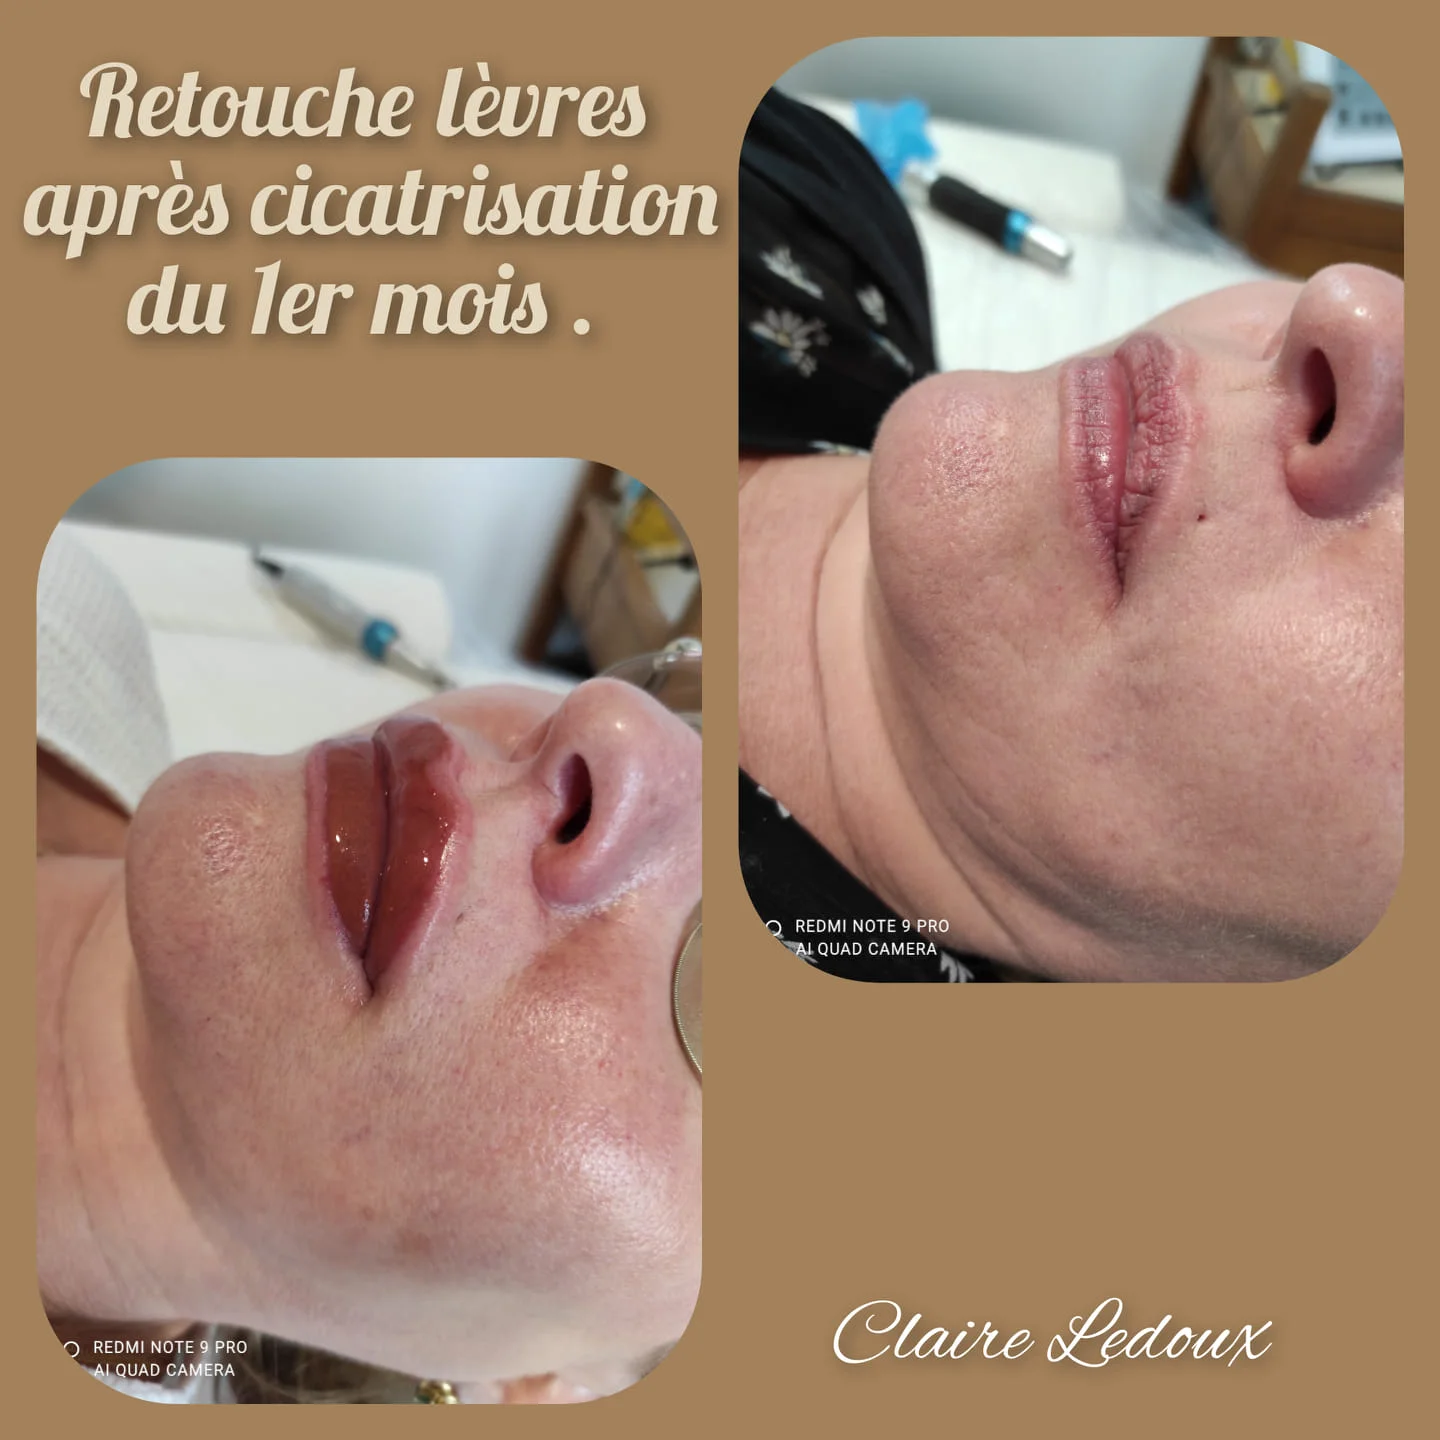 Retouche lèvres
après cicatrisation
du 1er mois .
REDMI NOTE 9 PRO
AI QUAD CAMERA
REDMI NOTE 9 PRO
AI QUAD CAMERA
Claire Ledoux